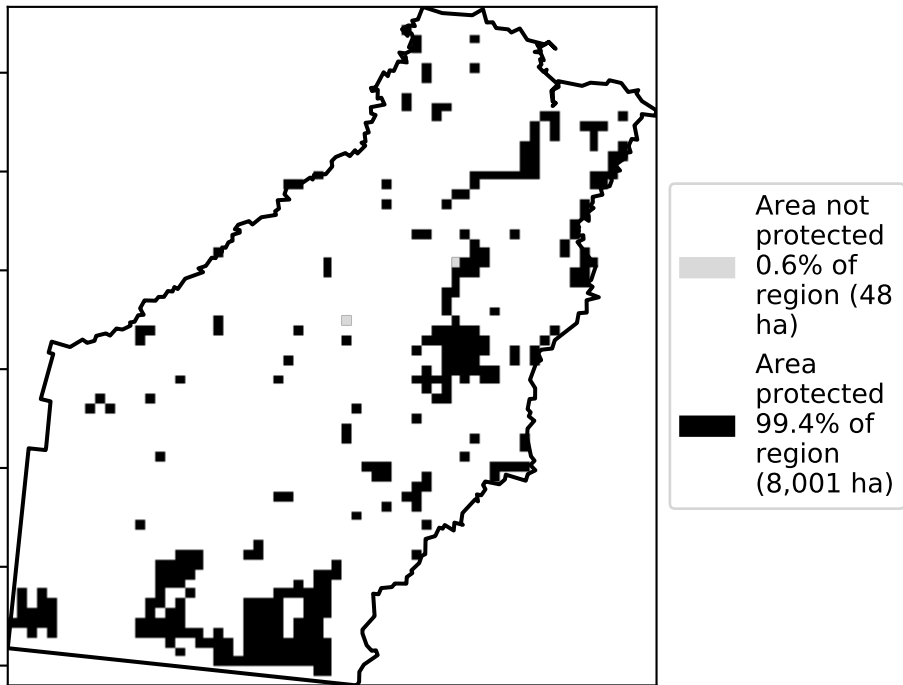 Area not
protected
0.6% of
region (48
ha)
Area
protected
99.4% of
region
(8,001 ha)